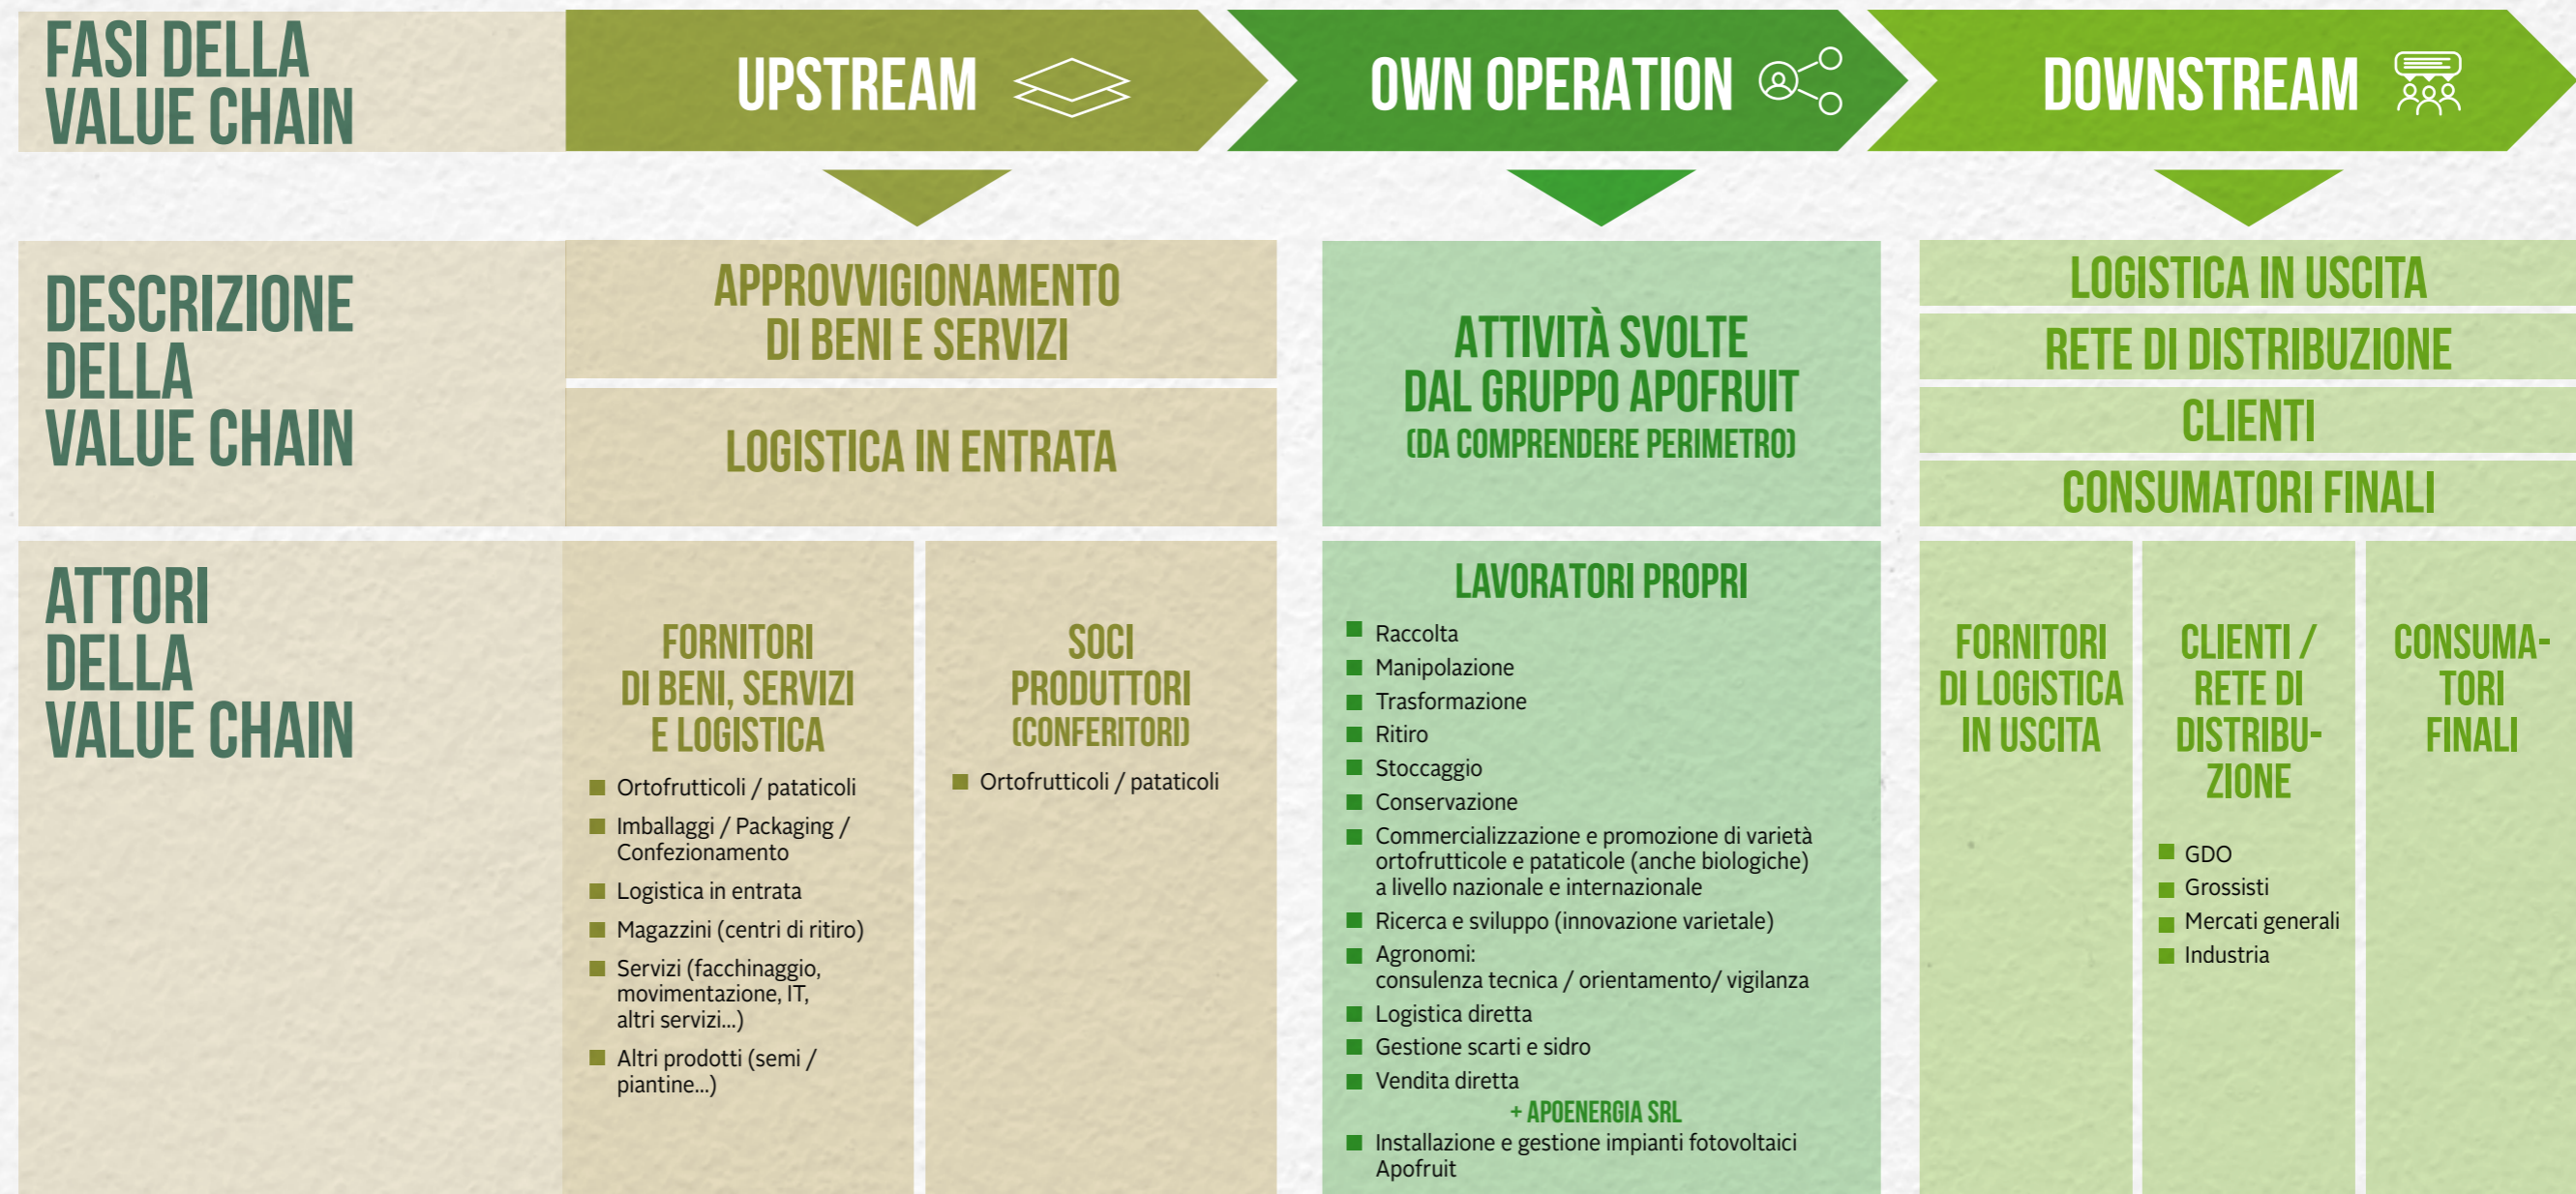 FASI DELLA
VALUE CHAIN
UPSTREAM
OWN OPERATION
DOWNSTREAM
DESCRIZIONE
DELLA
VALUE CHAIN
APPROVVIGIONAMENTO
DI BENI E SERVIZI
LOGISTICA IN ENTRATA
ATTIVITÀ SVOLTE
DAL GRUPPO APOFRUIT
(DA COMPRENDERE PERIMETRO)
LOGISTICA IN USCITA
RETE DI DISTRIBUZIONE
CLIENTI
CONSUMATORI FINALI
ATTORI
DELLA
VALUE CHAIN
FORNITORI
DI BENI, SERVIZI
E LOGISTICA
Ortofrutticoli / pataticoli
Imballaggi / Packaging /
Confezionamento
Logistica in entrata
Magazzini (centri di ritiro)
Servizi (facchinaggio,
movimentazione, IT,
altri servizi...)
Altri prodotti (semi /
piantine...)
SOCI
PRODUTTORI
(CONFERITORI)
Ortofrutticoli / pataticoli
LAVORATORI PROPRI
Raccolta
Manipolazione
Trasformazione
Ritiro
Stoccaggio
Conservazione
Commercializzazione e promozione di varietà
ortofrutticole e pataticole (anche biologiche)
a livello nazionale e internazionale
Ricerca e sviluppo (innovazione varietale)
Agronomi:
consulenza tecnica / orientamento/ vigilanza
Logistica diretta
Gestione scarti e sidro
Vendita diretta
+ APOENERGIA SRL
Installazione e gestione impianti fotovoltaici
Apofruit
FORNITORI
DI LOGISTICA
IN USCITA
CLIENTI /
RETE DI
DISTRIBU-
ZIONE
GDO
Grossisti
Mercati generali
Industria
CONSUMA-
TORI
FINALI